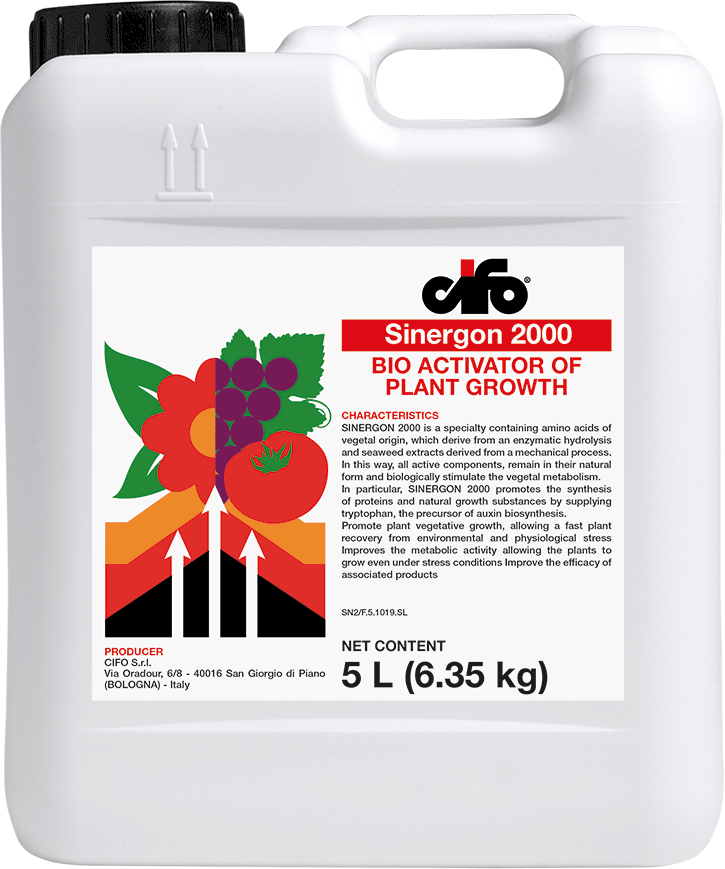 cifo®
Sinergon 2000
BIO ACTIVATOR OF
PLANT GROWTH
CHARACTERISTICS
SINERGON 2000 is a specialty containing amino acids of
vegetal origin, which derive from an enzymatic hydrolysis
and seaweed extracts derived from a mechanical process.
In this way, all active components, remain in their natural
form and biologically stimulate the vegetal metabolism.
In particular, SINERGON 2000 promotes the synthesis
of proteins and natural growth substances by supplying
tryptophan, the precursor of auxin biosynthesis.
Promote plant vegetative growth, allowing a fast plant
recovery from environmental and physiological stress
Improves the metabolic activity allowing the plants to
grow even under stress conditions Improve the efficacy of
associated products
SN2/F.5.1019.SL
NET CONTENT
5 L (6.35 kg)
PRODUCER
CIFO S.r.l.
Via Oradour, 6/8 - 40016 San Giorgio di Piano
(BOLOGNA) - Italy